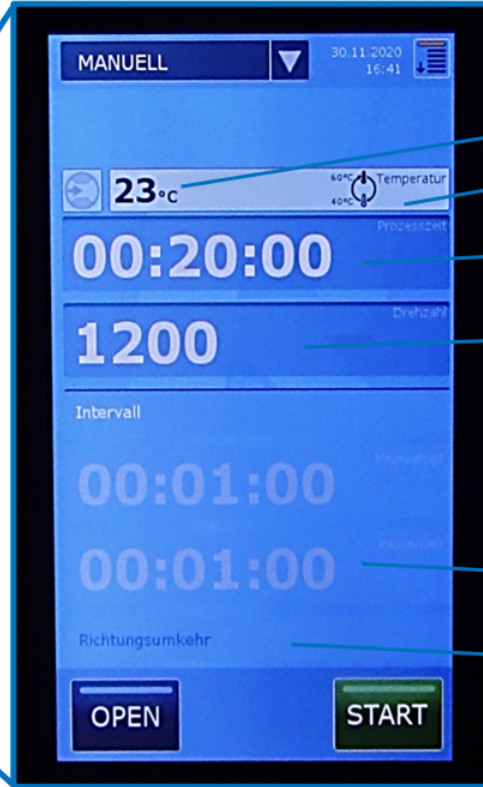 MANUELL
30.11.2020
16:41
23°C
60°C
40°C
Temperatur
Prozesszeit
00:20:00
Drehzahl
1200
Intervall
Intervallzeit
00:01:00
Pausenzeit
00:01:00
Richtungsumkehr
OPEN
START